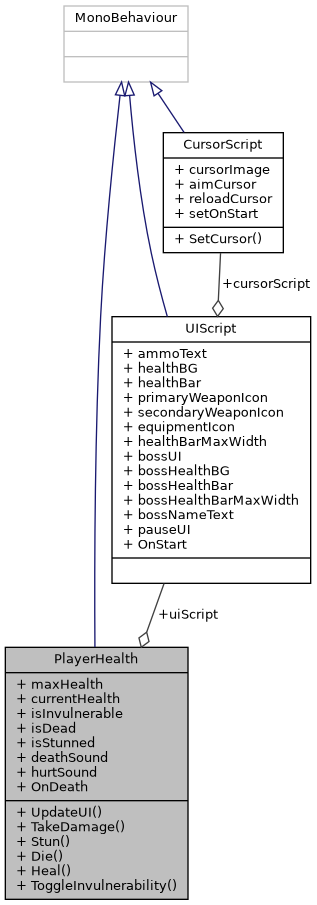 MonoBehaviour
CursorScript
+ cursorImage
+ aimCursor
+ reloadCursor
+ setOnStart
+ SetCursor()
+cursorScript
UIScript
+ ammoText
+ healthBG
+ healthBar
+ primaryWeaponIcon
+ secondaryWeaponIcon
+ equipmentIcon
+ healthBarMaxWidth
+ bossUI
+ bossHealthBG
+ bossHealthBar
+ bossHealthBarMaxWidth
+ bossNameText
+ pauseUI
+ OnStart
+uiScript
PlayerHealth
+ maxHealth
+ currentHealth
+ isInvulnerable
+ isDead
+ isStunned
+ deathSound
+ hurtSound
+ OnDeath
+ UpdateUI()
+ TakeDamage()
+ Stun()
+ Die()
+ Heal()
+ ToggleInvulnerability()